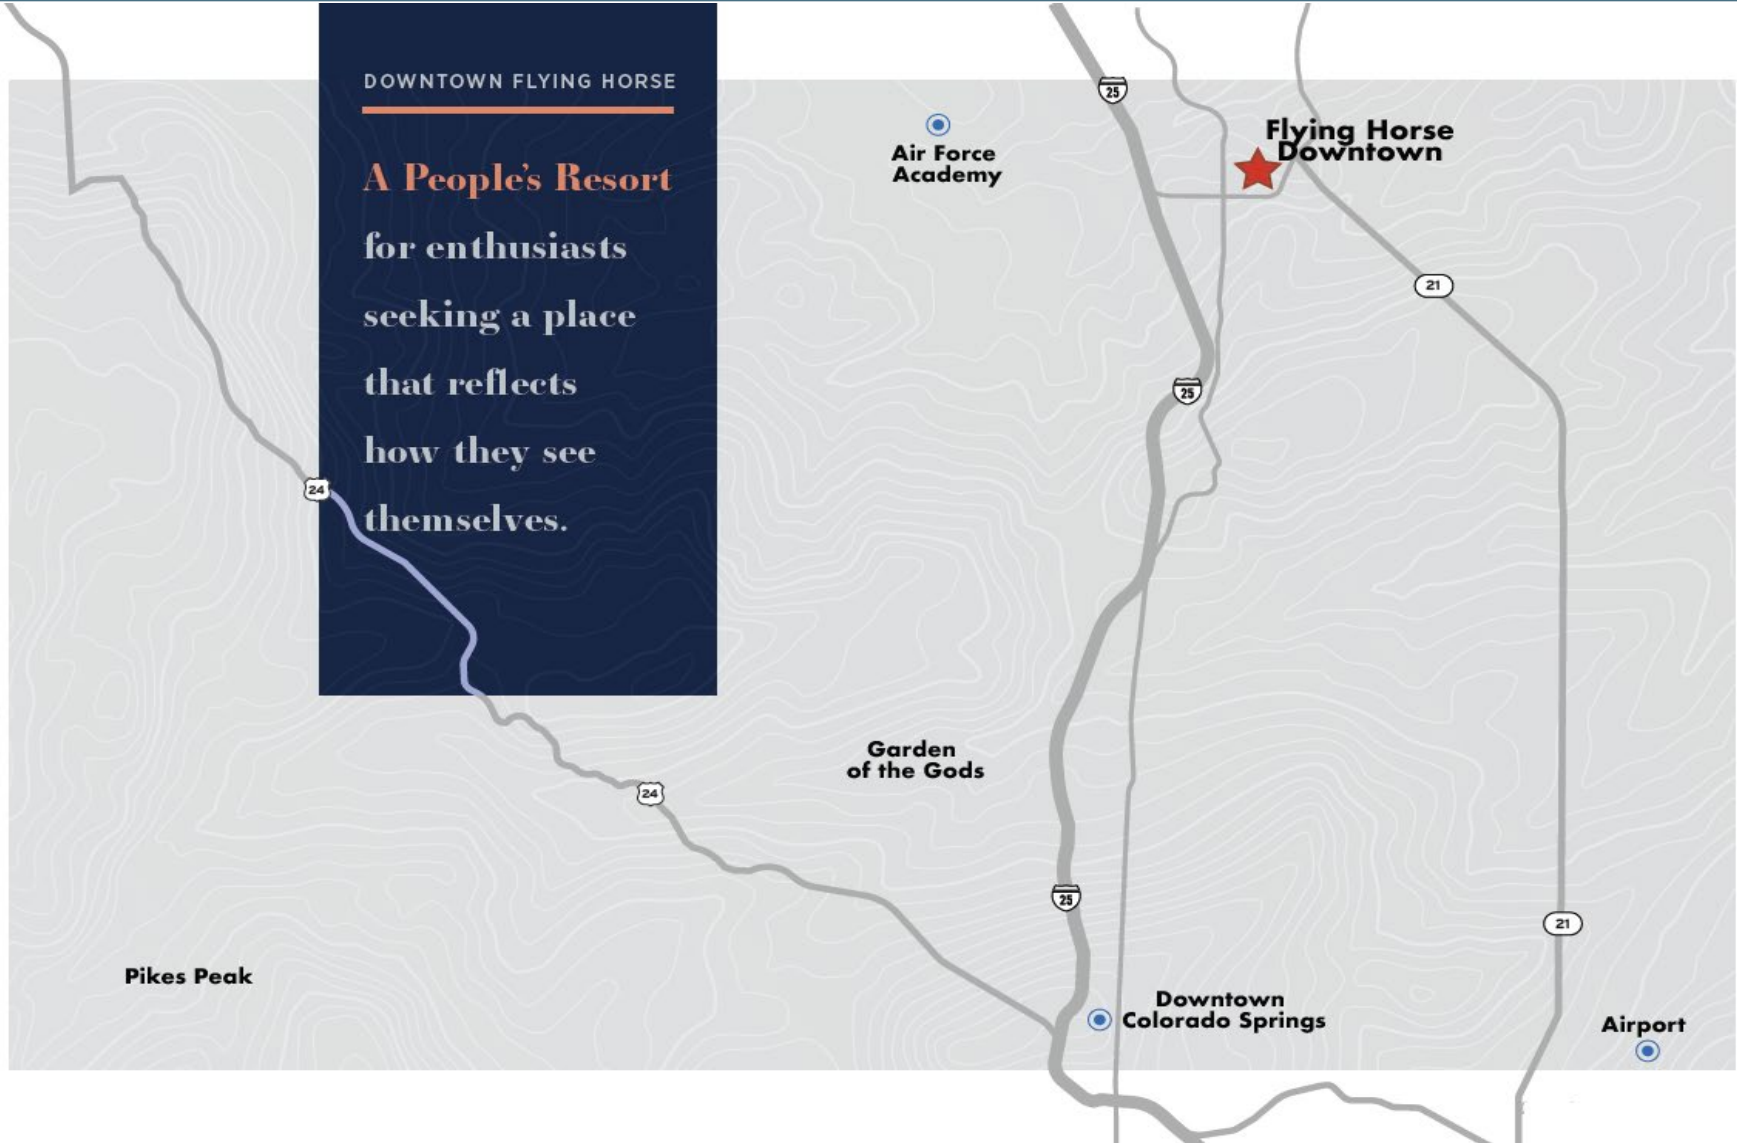 DOWNTOWN FLYING HORSE
A People's Resort
for enthusiasts
seeking a place
that reflects
how they see
themselves.
25
Air Force
Academy
Flying Horse
Downtown
21
25
24
Garden
of the Gods
24
25
21
Pikes Peak
Downtown
Colorado Springs
Airport